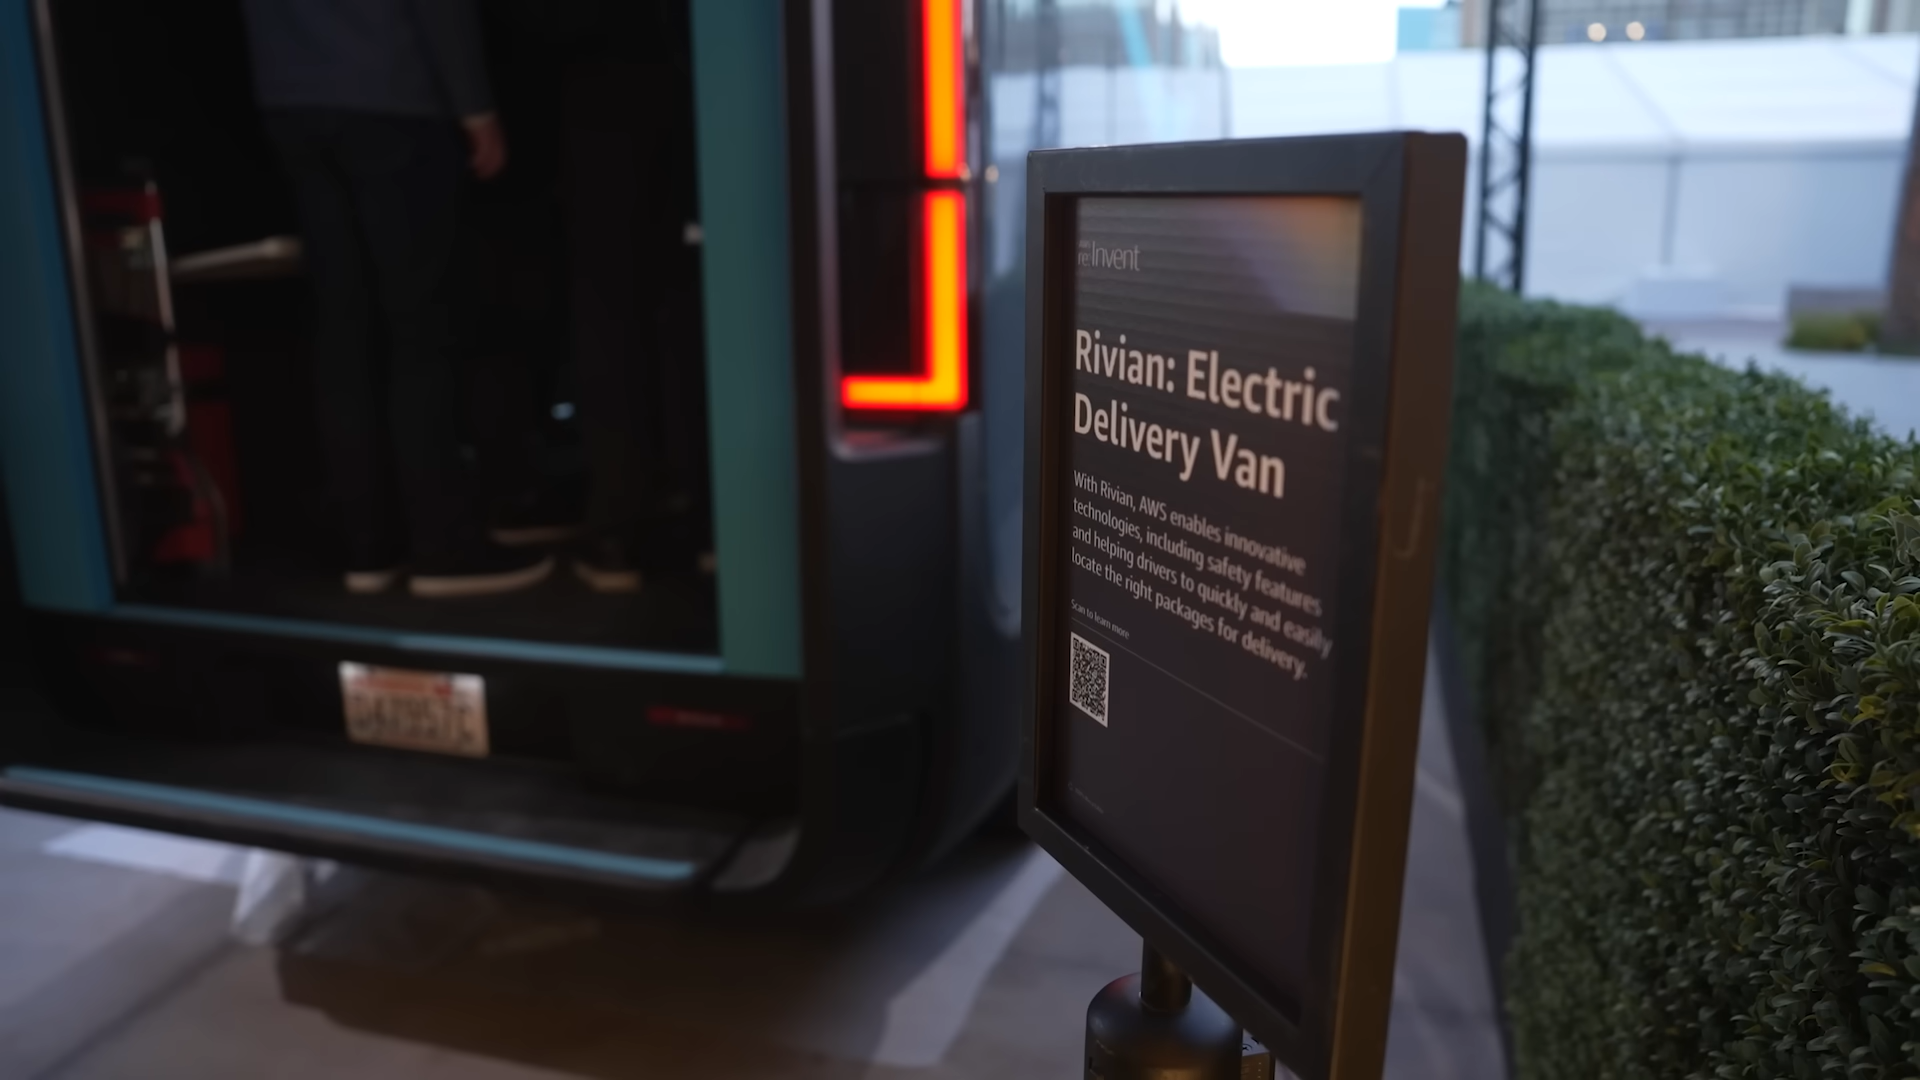 AWS
re:Invent
Rivian: Electric
Delivery Van
With Rivian, AWS enables innovative
technologies, including safety features
and helping drivers to quickly and easily
locate the right packages for delivery.
Scan to learn more